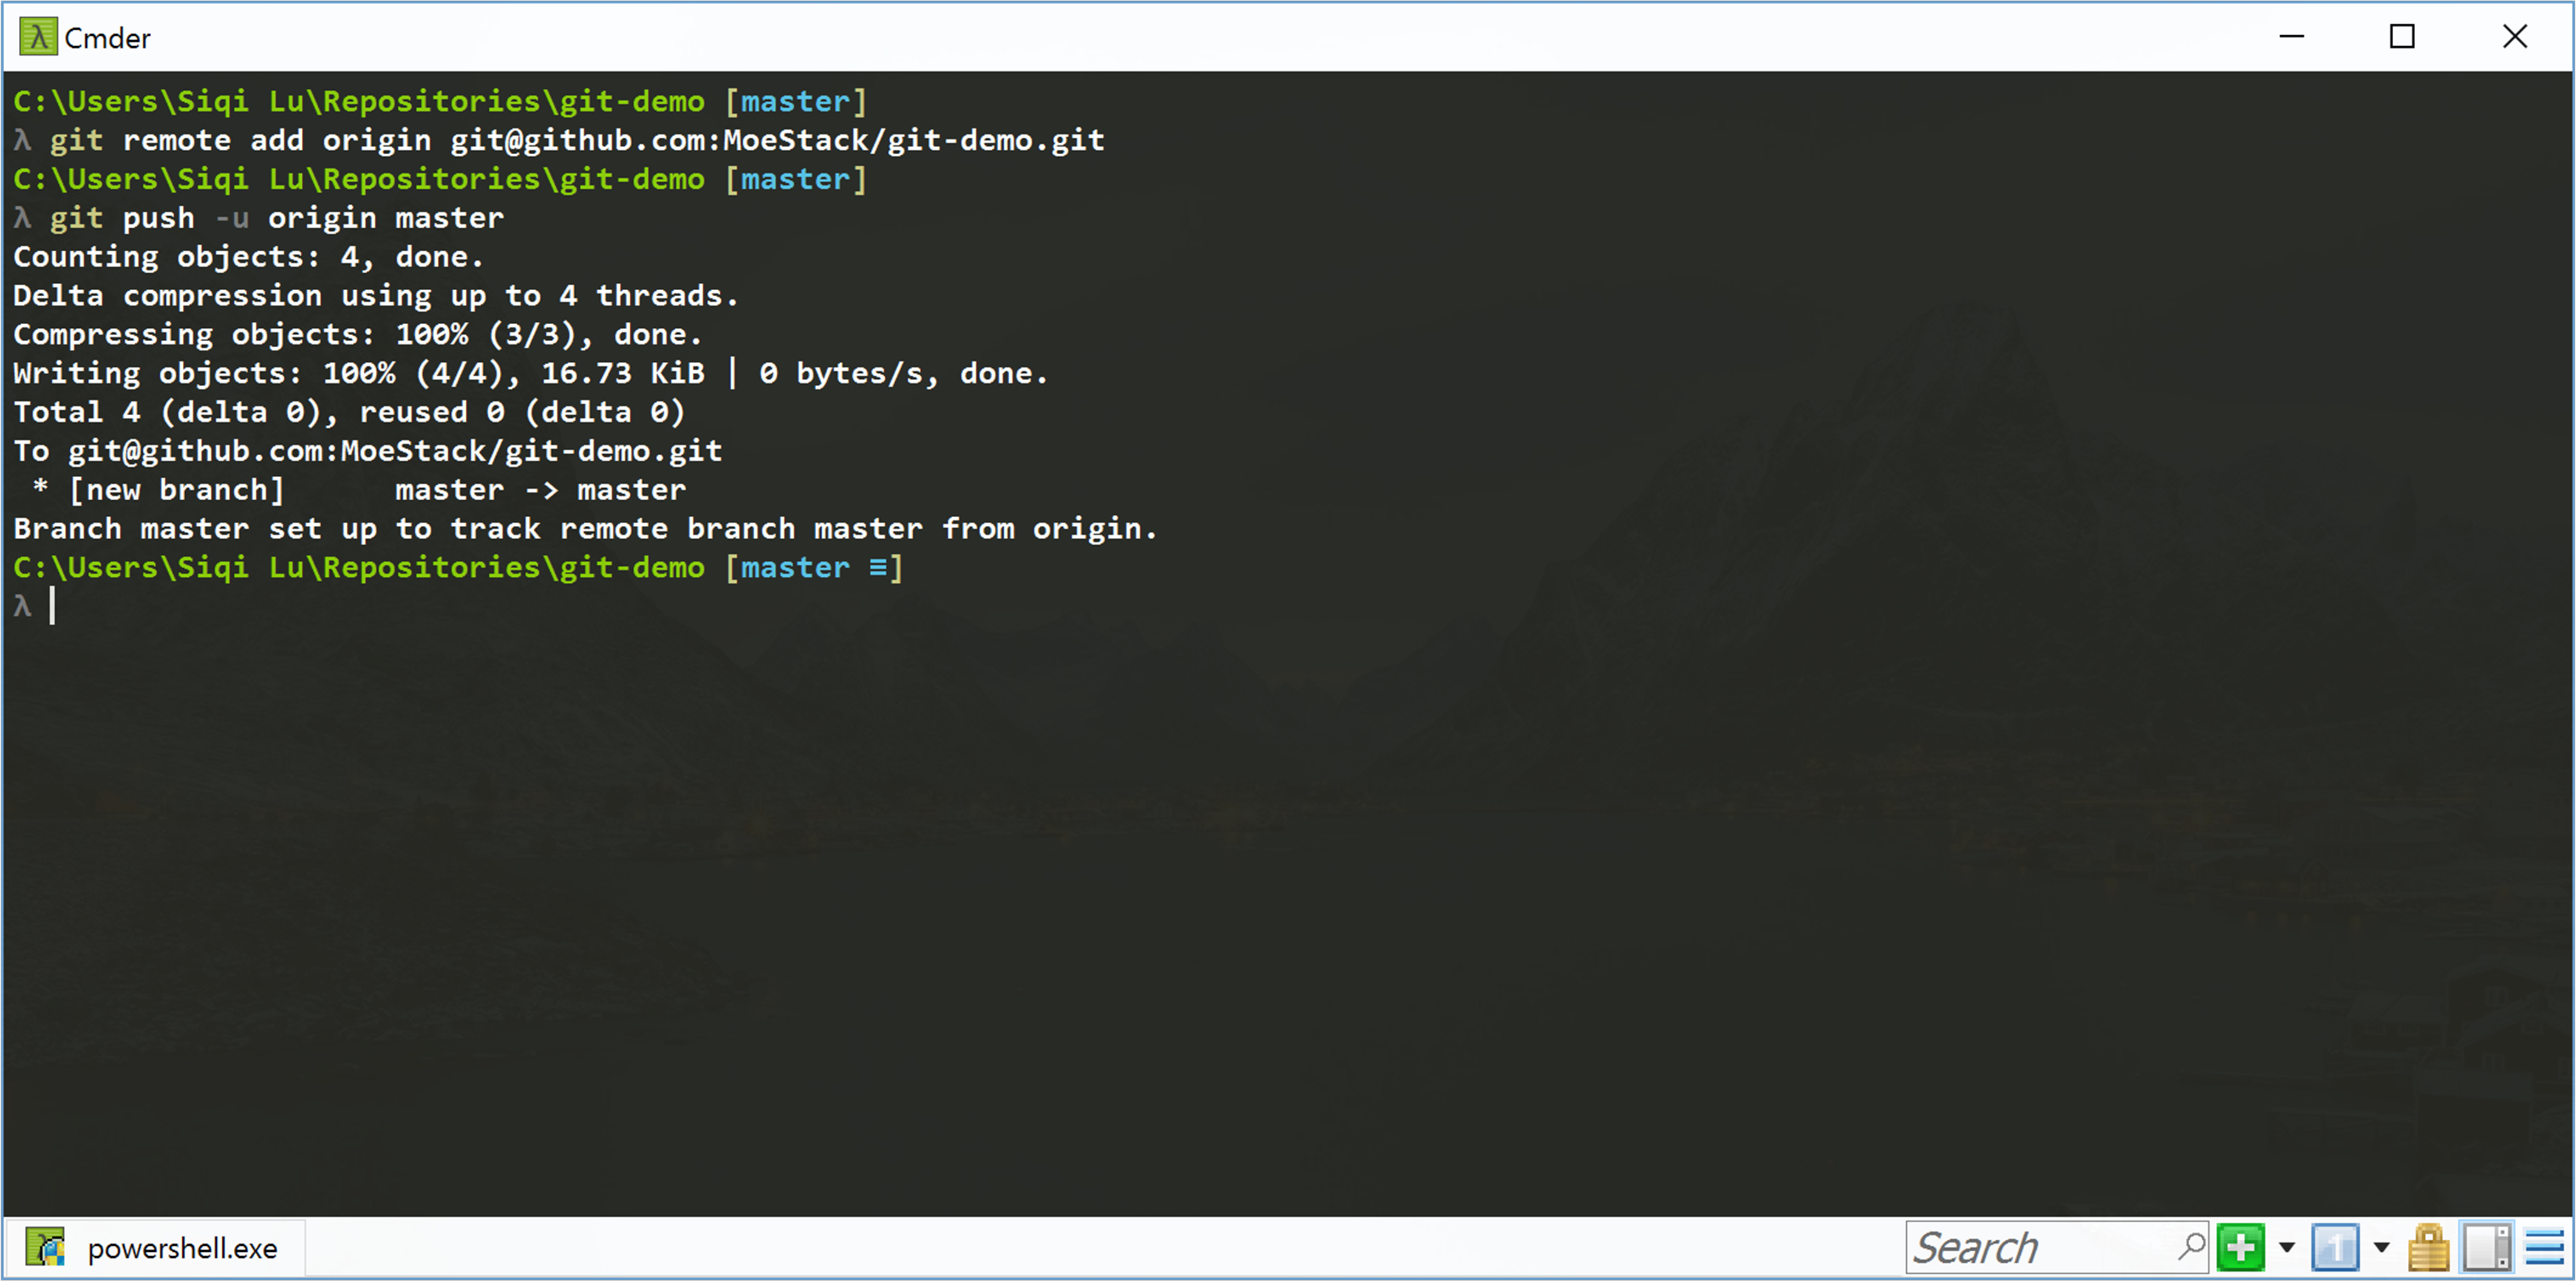 Cmder
C:\Users\Siqi Lu\Repositories\git-demo [master]
λ git remote add origin git@github.com:MoeStack/git-demo.git
C:\Users\Siqi Lu\Repositories\git-demo [master]
λ git push -u origin master
Counting objects: 4, done.
Delta compression using up to 4 threads.
Compressing objects: 100% (3/3), done.
Writing objects: 100% (4/4), 16.73 KiB | 0 bytes/s, done.
Total 4 (delta 0), reused 0 (delta 0)
To git@github.com:MoeStack/git-demo.git
 * [new branch]      master -> master
Branch master set up to track remote branch master from origin.
C:\Users\Siqi Lu\Repositories\git-demo [master ≡]
λ
powershell.exe
Search
1